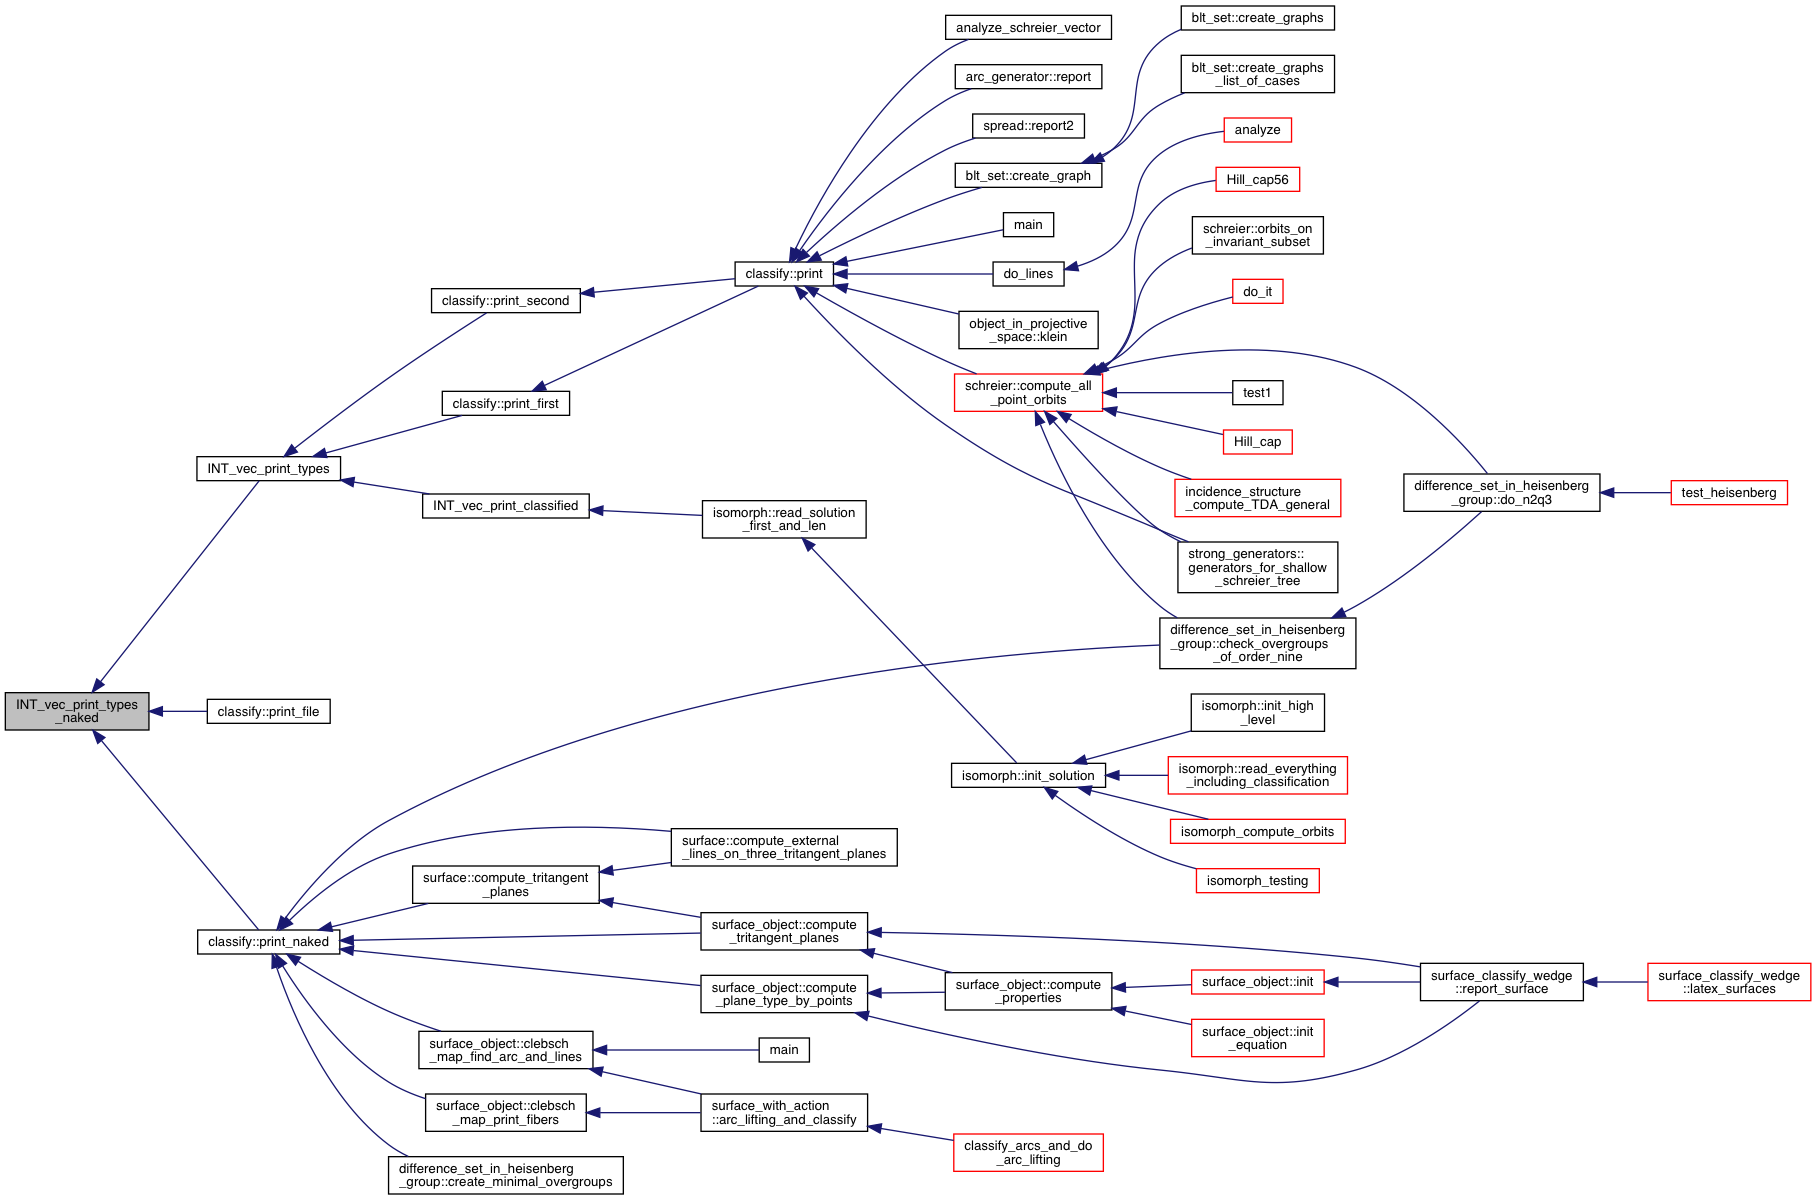 analyze_schreier_vector
arc_generator::report
spread::report2
blt_set::create_graph
main
classify::print
do_lines
object_in_projective
_space::klein
schreier::compute_all
_point_orbits
blt_set::create_graphs
blt_set::create_graphs
_list_of_cases
analyze
Hill_cap56
schreier::orbits_on
_invariant_subset
do_it
test1
Hill_cap
incidence_structure
_compute_TDA_general
strong_generators::
generators_for_shallow
_schreier_tree
difference_set_in_heisenberg
_group::check_overgroups
_of_order_nine
difference_set_in_heisenberg
_group::do_n2q3
test_heisenberg
classify::print_second
classify::print_first
INT_vec_print_types
INT_vec_print_classified
isomorph::read_solution
_first_and_len
INT_vec_print_types
_naked
classify::print_file
isomorph::init_solution
isomorph::init_high
_level
isomorph::read_everything
_including_classification
isomorph_compute_orbits
isomorph_testing
surface::compute_external
_lines_on_three_tritangent_planes
surface::compute_tritangent
_planes
classify::print_naked
surface_object::compute
_tritangent_planes
surface_object::compute
_plane_type_by_points
surface_object::compute
_properties
surface_object::init
surface_object::init
_equation
surface_classify_wedge
::report_surface
surface_classify_wedge
::latex_surfaces
surface_object::clebsch
_map_find_arc_and_lines
main
surface_object::clebsch
_map_print_fibers
surface_with_action
::arc_lifting_and_classify
classify_arcs_and_do
_arc_lifting
difference_set_in_heisenberg
_group::create_minimal_overgroups